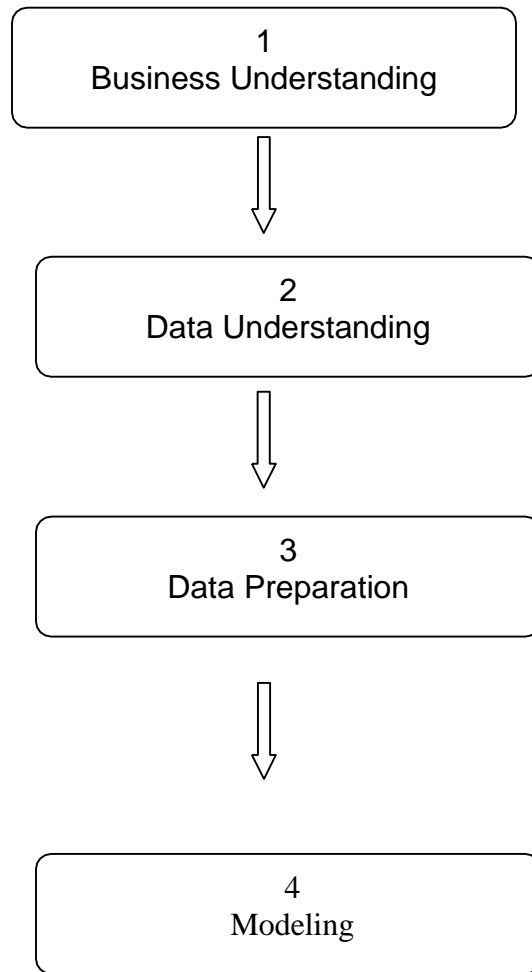 1
Business Understanding
2
Data Understanding
3
Data Preparation
4
Modeling